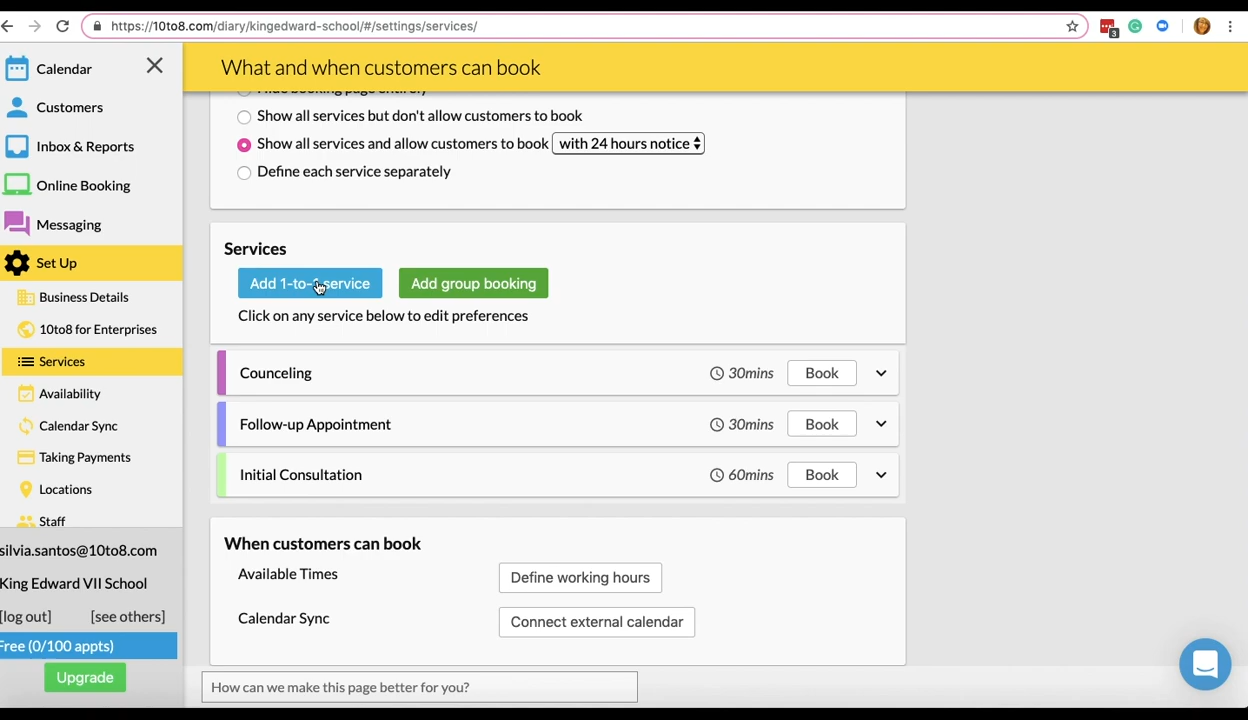 https://10to8.com/diary/kingedward-school/#/settings/services/
3
Calendar
Customers
Inbox & Reports
Online Booking
Messaging
Set Up
Business Details
10to8 for Enterprises
Services
Availability
Calendar Sync
Taking Payments
Locations
Staff
silvia.santos@10to8.com
King Edward VII School
[log out] [see others]
Free (0/100 appts)
Upgrade
What and when customers can book
Hide booking page entirely
Show all services but don't allow customers to book
Show all services and allow customers to book with 24 hours notice
Define each service separately
Services
Add 1-to-1 service Add group booking
Click on any service below to edit preferences
Counceling 30mins Book
Follow-up Appointment 30mins Book
Initial Consultation 60mins Book
When customers can book
Available Times Define working hours
Calendar Sync Connect external calendar
How can we make this page better for you?